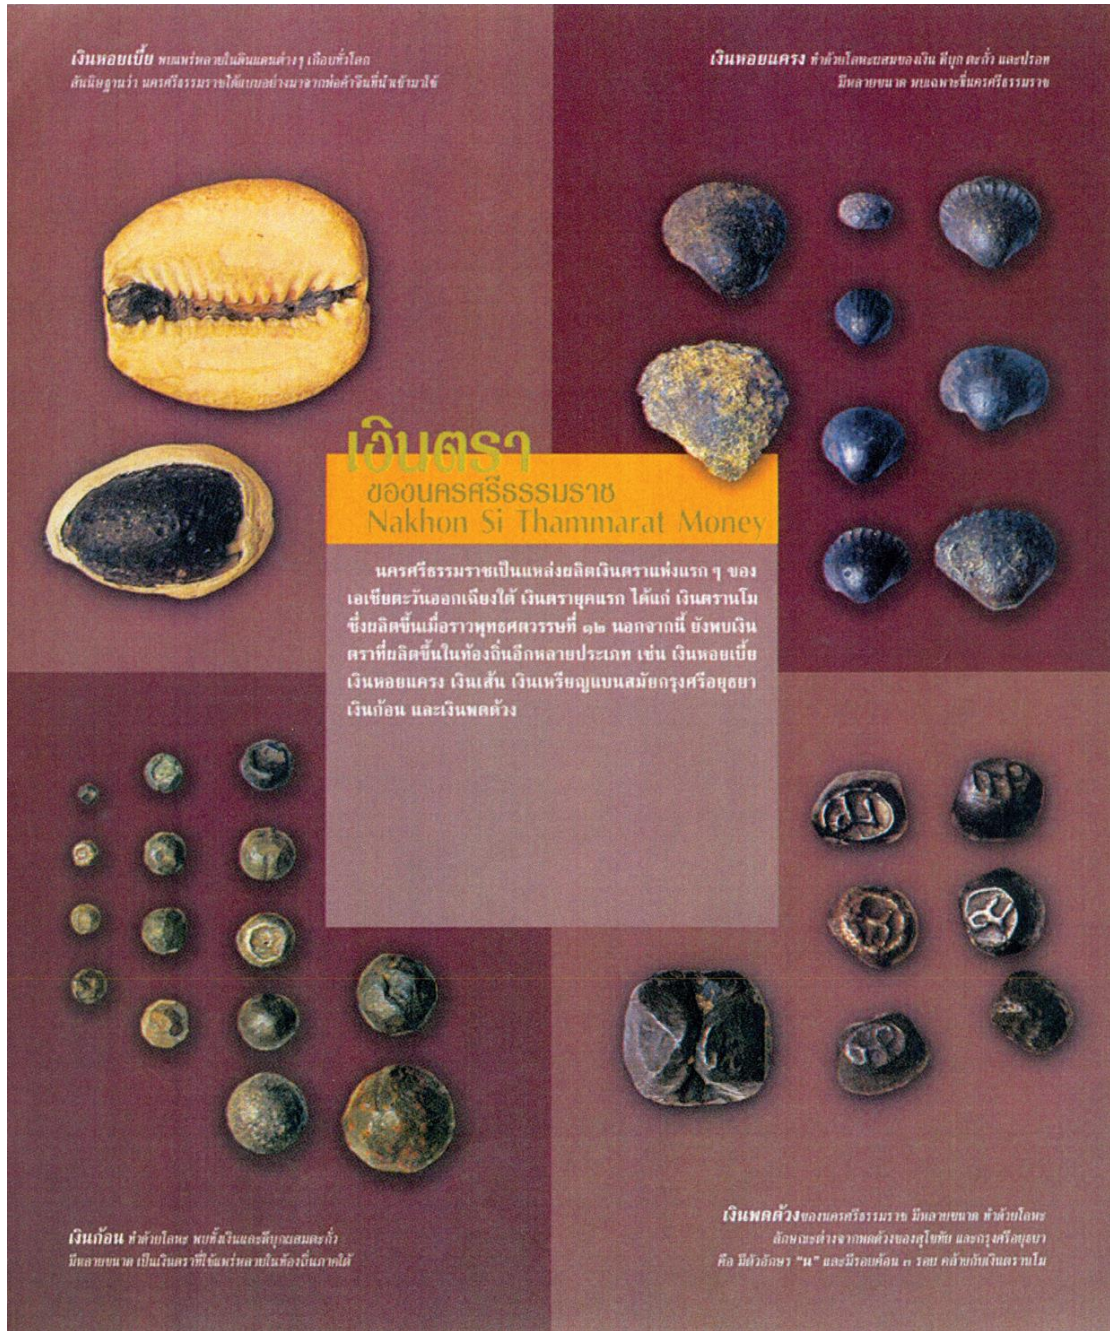 เงินหอยเบี้ย พบแพร่หลายในดินแดนต่างๆ เกือบทั่วโลก
สันนิษฐานว่า นครศรีธรรมราชได้แบบอย่างมาจากพ่อค้าจีนที่นำเข้ามาใช้
เงินหอยแครง ทำด้วยโลหะผสมของเงิน ดีบุก ตะกั่ว และปรอท
มีหลายขนาด พบเฉพาะที่นครศรีธรรมราช
เงินตรา
ของนครศรีธรรมราช
Nakhon Si Thammarat Money
นครศรีธรรมราชเป็นแหล่งผลิตเงินตราแห่งแรก ๆ ของ
เอเชียตะวันออกเฉียงใต้ เงินตรายุคแรก ได้แก่ เงินตรานโม
ซึ่งผลิตขึ้นเมื่อราวพุทธศตวรรษที่ ๑๒ นอกจากนี้ ยังพบเงิน
ตราที่ผลิตขึ้นในท้องถิ่นอีกหลายประเภท เช่น เงินหอยเบี้ย
เงินหอยแครง เงินเส้น เงินเหรียญแบนสมัยกรุงศรีอยุธยา
เงินก้อน และเงินพดด้วง
เงินก้อน ทำด้วยโลหะ พบทั้งเงินและดีบุกผสมตะกั่ว
มีหลายขนาด เป็นเงินตราที่ใช้แพร่หลายในท้องถิ่นภาคใต้
เงินพดด้วงของนครศรีธรรมราช มีหลายขนาด ทำด้วยโลหะ
ลักษณะต่างจากพดด้วงของสุโขทัย และกรุงศรีอยุธยา
คือ มีตัวอักษร "น" และมีรอยค้อน ๓ รอย คล้ายกับเงินตรานโม